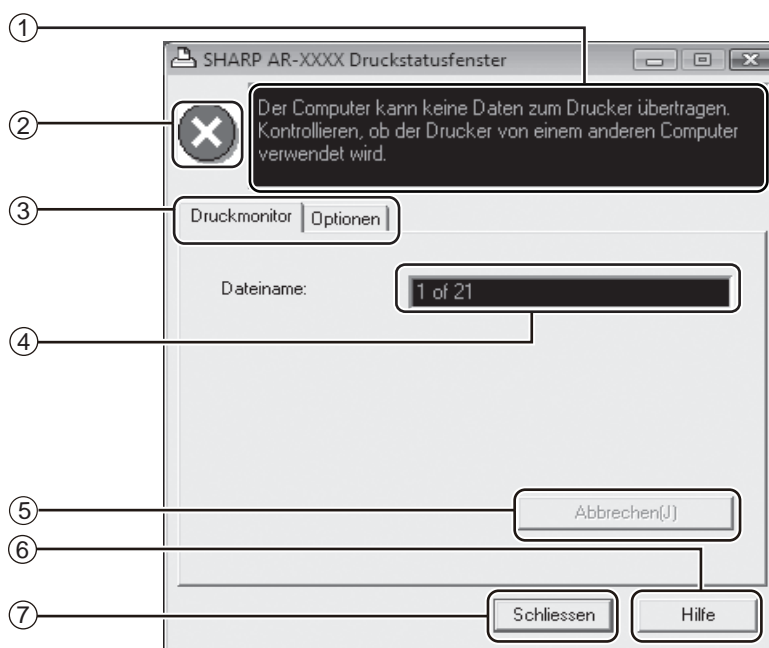 ①
SHARP AR-XXXX Druckstatusfenster
②
Der Computer kann keine Daten zum Drucker übertragen.
Kontrollieren, ob der Drucker von einem anderen Computer
verwendet wird.
③
Druckmonitor Optionen
Dateiname: 1 of 21
④
⑤
Abbrechen(J)
⑥
⑦
Schliessen Hilfe